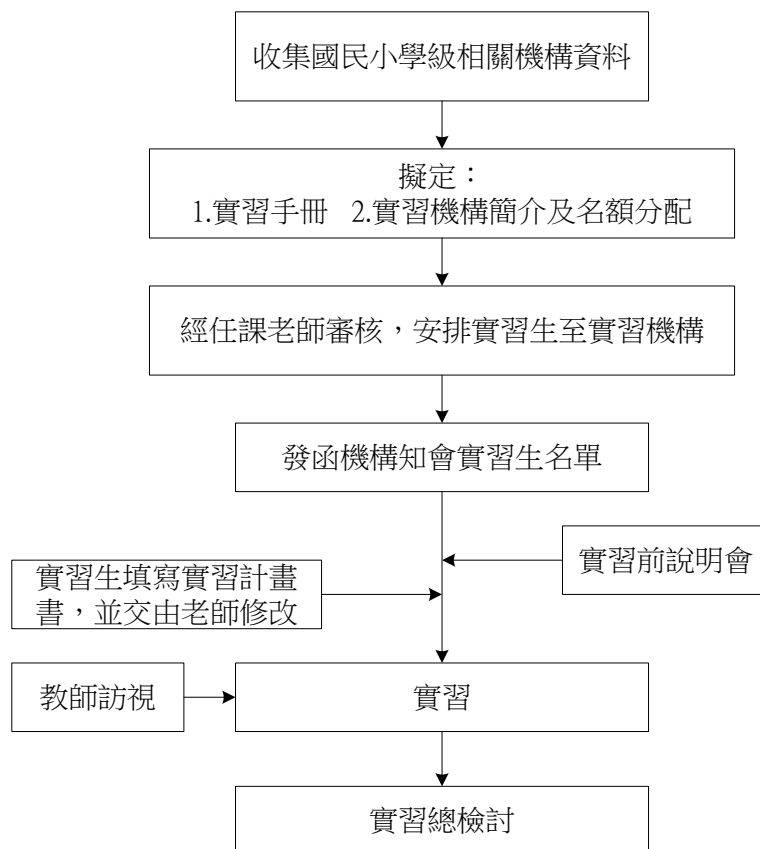 收集國民小學級相關機構資料
擬定：
1.實習手冊 2.實習機構簡介及名額分配
經任課老師審核，安排實習生至實習機構
發函機構知會實習生名單
實習前說明會
實習生填寫實習計畫
書，並交由老師修改
教師訪視
實習
實習總檢討